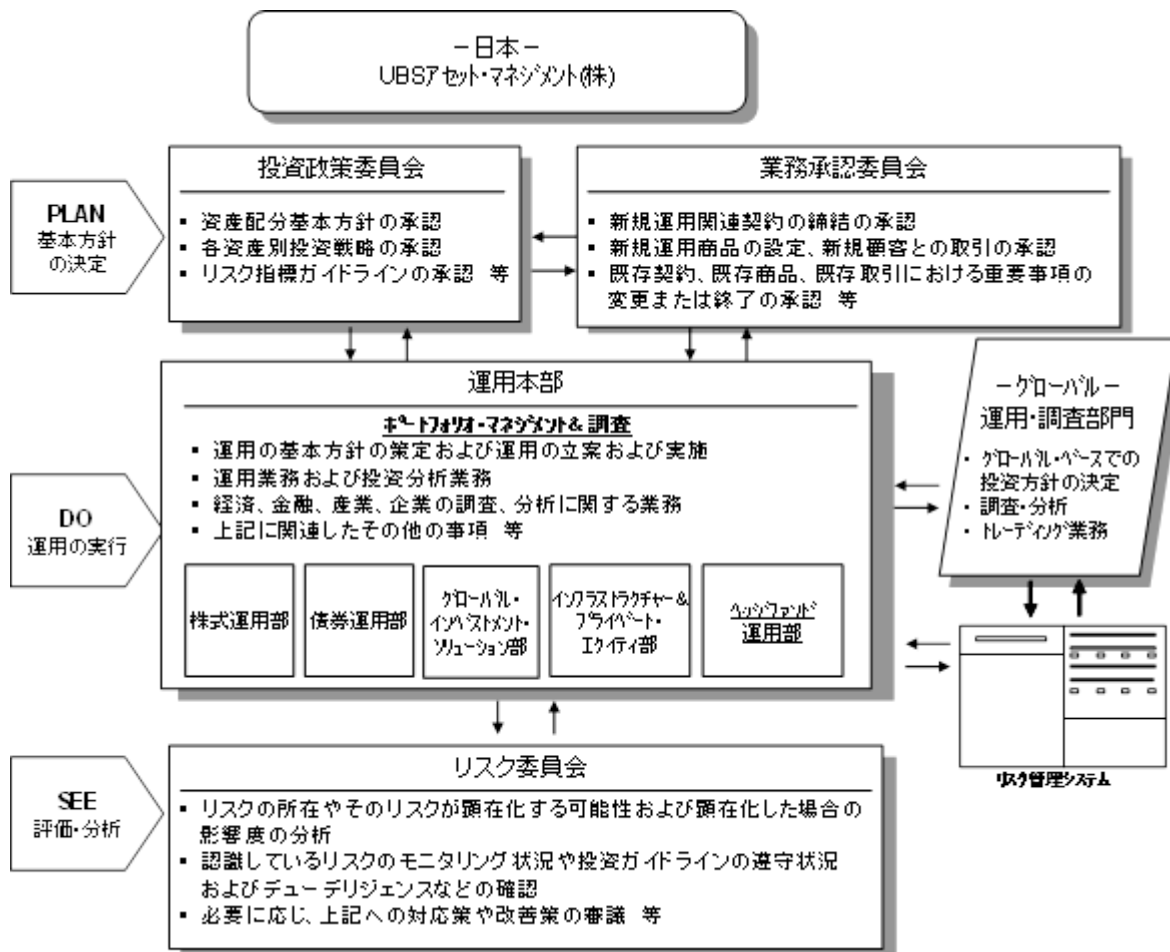 －日本－
UBSアセット・マネジメント(株)
PLAN
基本方針
の決定
投資政策委員会
▪ 資産配分基本方針の承認
▪ 各資産別投資戦略の承認
▪ リスク指標ガイドラインの承認 等
業務承認委員会
▪ 新規運用関連契約の締結の承認
▪ 新規運用商品の設定、新規顧客との取引の承認
▪ 既存契約、既存商品、既存取引における重要事項の
変更または終了の承認 等
DO
運用の実行
運用本部
ポートフォリオ・マネジメント&調査
▪ 運用の基本方針の策定および運用の立案および実施
▪ 運用業務および投資分析業務
▪ 経済、金融、産業、企業の調査、分析に関する業務
▪ 上記に関連したその他の事項 等
株式運用部
債券運用部
グローバル・
インベストメント・
ソリューション部
インフラストラクチャー&
プライベート・
エクイティ部
ヘッジファンド
運用部
－グローバル－
運用・調査部門
▪ グローバル・ベースでの
投資方針の決定
▪ 調査・分析
▪ トレーディング業務
リスク管理システム
SEE
評価・分析
リスク委員会
▪ リスクの所在やそのリスクが顕在化する可能性および顕在化した場合の
影響度の分析
▪ 認識しているリスクのモニタリング状況や投資ガイドラインの遵守状況
およびデューデリジェンスなどの確認
▪ 必要に応じ、上記への対応策や改善策の審議 等